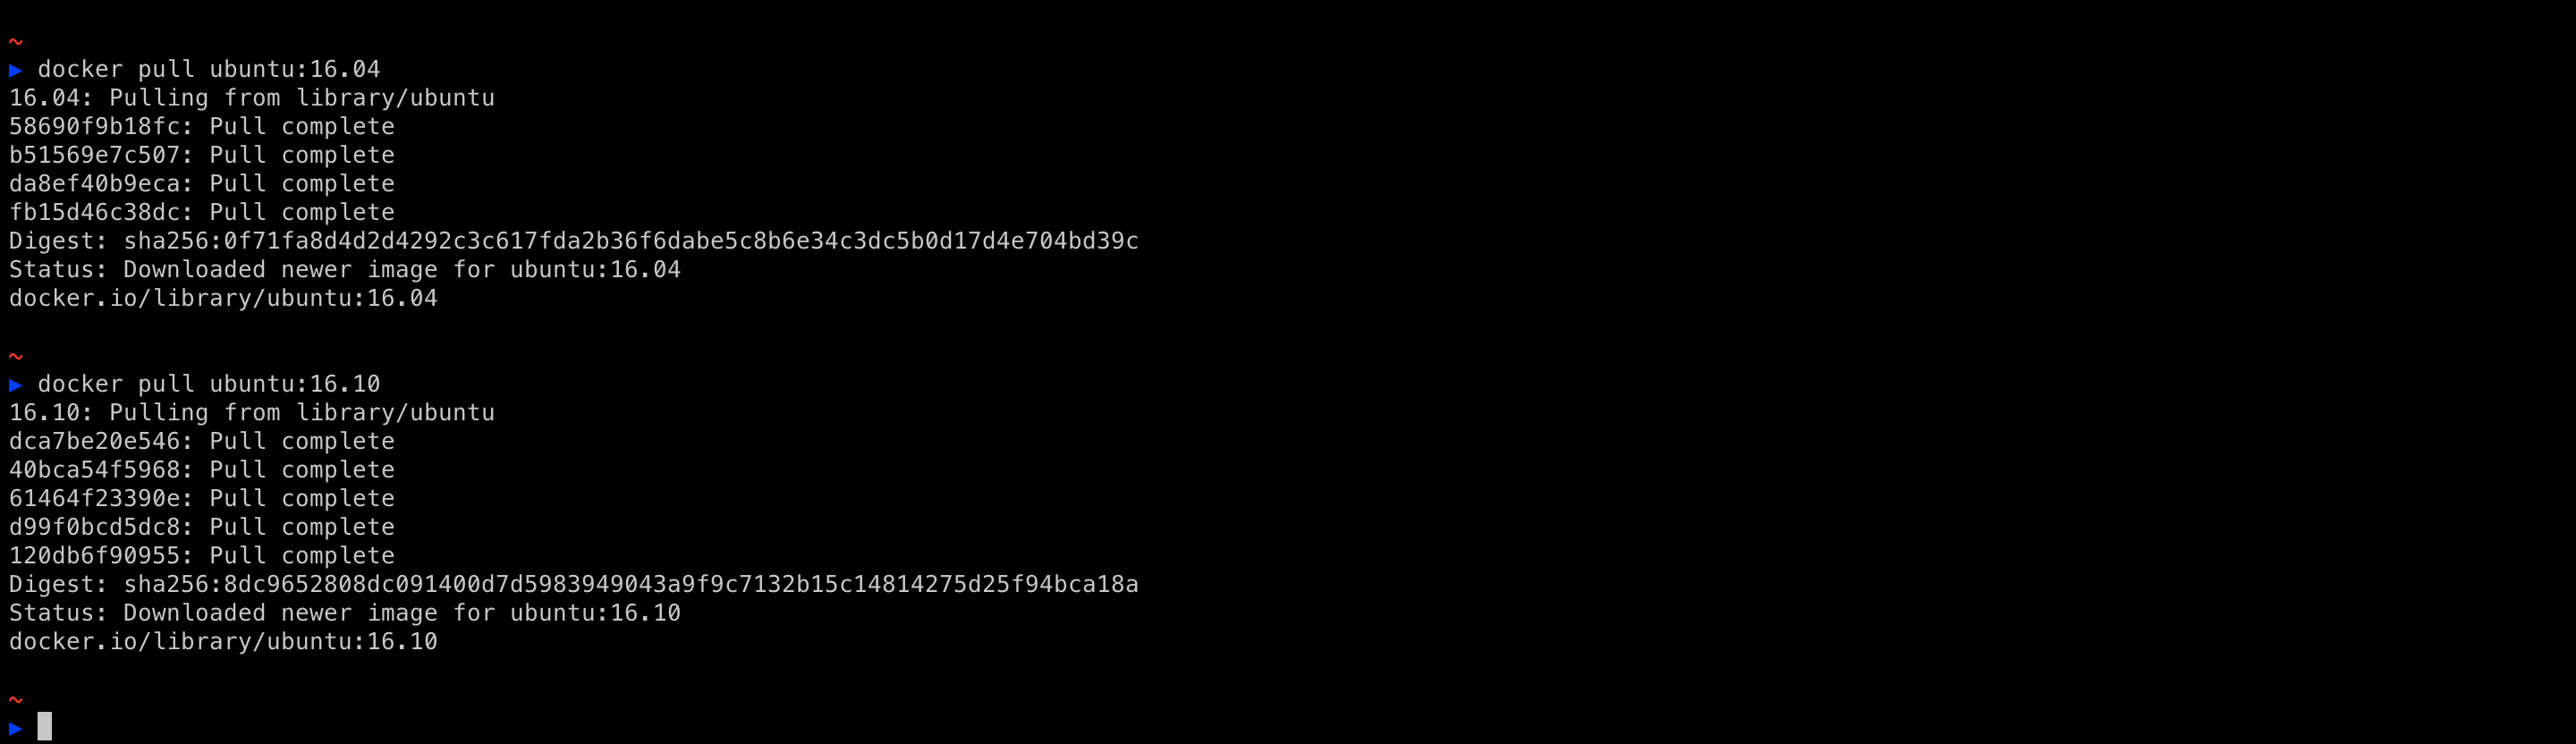 ~
▶ docker pull ubuntu:16.04
16.04: Pulling from library/ubuntu
58690f9b18fc: Pull complete
b51569e7c507: Pull complete
da8ef40b9eca: Pull complete
fb15d46c38dc: Pull complete
Digest: sha256:0f71fa8d4d2d4292c3c617fda2b36f6dabe5c8b6e34c3dc5b0d17d4e704bd39c
Status: Downloaded newer image for ubuntu:16.04
docker.io/library/ubuntu:16.04
~
▶ docker pull ubuntu:16.10
16.10: Pulling from library/ubuntu
dca7be20e546: Pull complete
40bca54f5968: Pull complete
61464f23390e: Pull complete
d99f0bcd5dc8: Pull complete
120db6f90955: Pull complete
Digest: sha256:8dc9652808dc091400d7d5983949043a9f9c7132b15c14814275d25f94bca18a
Status: Downloaded newer image for ubuntu:16.10
docker.io/library/ubuntu:16.10
~
▶